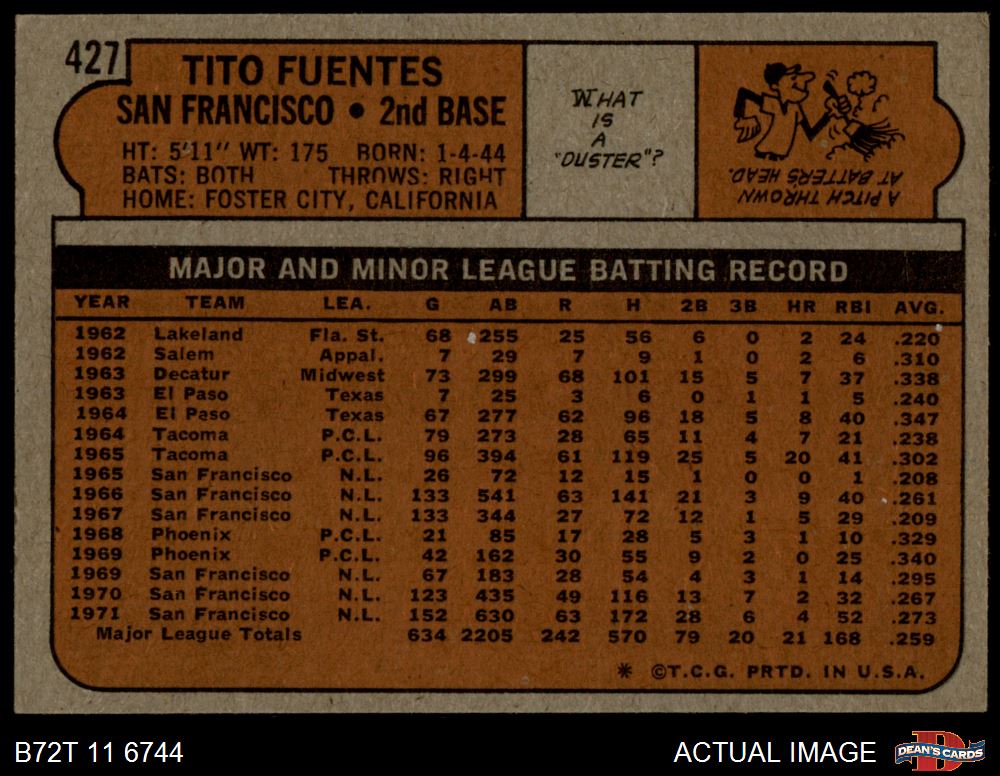 427
TITO FUENTES
SAN FRANCISCO • 2nd BASE
HT: 5'11" WT: 175 BORN: 1-4-44
BATS: BOTH THROWS: RIGHT
HOME: FOSTER CITY, CALIFORNIA
WHAT
IS
A
"DUSTER"?
A PITCH THROWN
AT BATTER'S HEAD.
MAJOR AND MINOR LEAGUE BATTING RECORD
YEAR TEAM LEA. G AB R H 2B 3B HR RBI AVG.
1962 Lakeland Fla. St. 68 255 25 56 6 0 2 24 .220
1962 Salem Appal. 7 29 7 9 1 0 2 6 .310
1963 Decatur Midwest 73 299 68 101 15 5 7 37 .338
1963 El Paso Texas 7 25 3 6 0 1 1 5 .240
1964 El Paso Texas 67 277 62 96 18 5 8 40 .347
1964 Tacoma P.C.L. 79 273 28 65 11 4 7 21 .238
1965 Tacoma P.C.L. 96 394 61 119 25 5 20 41 .302
1965 San Francisco N.L. 26 72 12 15 1 0 0 1 .208
1966 San Francisco N.L. 133 541 63 141 21 3 9 40 .261
1967 San Francisco N.L. 133 344 27 72 12 1 5 29 .209
1968 Phoenix P.C.L. 21 85 17 28 5 3 1 10 .329
1969 Phoenix P.C.L. 42 162 30 55 9 2 0 25 .340
1969 San Francisco N.L. 67 183 28 54 4 3 1 14 .295
1970 San Francisco N.L. 123 435 49 116 13 7 2 32 .267
1971 San Francisco N.L. 152 630 63 172 28 6 4 52 .273
Major League Totals 634 2205 242 570 79 20 21 168 .259
* ©T.C.G. PRTD. IN U.S.A.
B72T 11 6744
ACTUAL IMAGE
DEAN'S CARDS